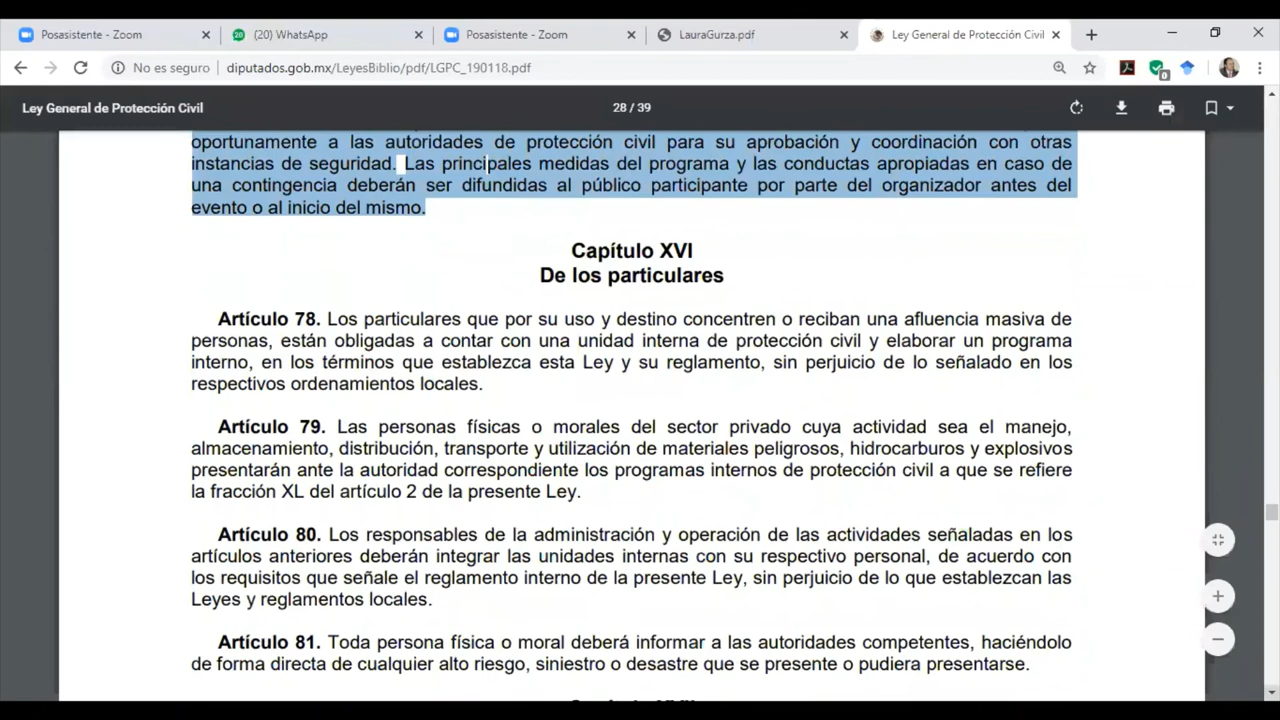 Posasistente - Zoom
(20) WhatsApp
Posasistente - Zoom
LauraGurza.pdf
Ley General de Protección Civil
No es seguro
deputados.gob.mx/LeyesBiblio/pdf/LGPC_190118.pdf
0
Ley General de Protección Civil
28 / 39
oportunamente a las autoridades de protección civil para su aprobación y coordinación con otras
instancias de seguridad. Las principales medidas del programa y las conductas apropiadas en caso de
una contingencia deberán ser difundidas al público participante por parte del organizador antes del
evento o al inicio del mismo.
Capítulo XVI
De los particulares
Artículo 78. Los particulares que por su uso y destino concentren o reciban una afluencia masiva de
personas, están obligadas a contar con una unidad interna de protección civil y elaborar un programa
interno, en los términos que establezca esta Ley y su reglamento, sin perjuicio de lo señalado en los
respectivos ordenamientos locales.
Artículo 79. Las personas físicas o morales del sector privado cuya actividad sea el manejo,
almacenamiento, distribución, transporte y utilización de materiales peligrosos, hidrocarburos y explosivos
presentarán ante la autoridad correspondiente los programas internos de protección civil a que se refiere
la fracción XL del artículo 2 de la presente Ley.
Artículo 80. Los responsables de la administración y operación de las actividades señaladas en los
artículos anteriores deberán integrar las unidades internas con su respectivo personal, de acuerdo con
los requisitos que señale el reglamento interno de la presente Ley, sin perjuicio de lo que establezcan las
Leyes y reglamentos locales.
Artículo 81. Toda persona física o moral deberá informar a las autoridades competentes, haciéndolo
de forma directa de cualquier alto riesgo, siniestro o desastre que se presente o pudiera presentarse.